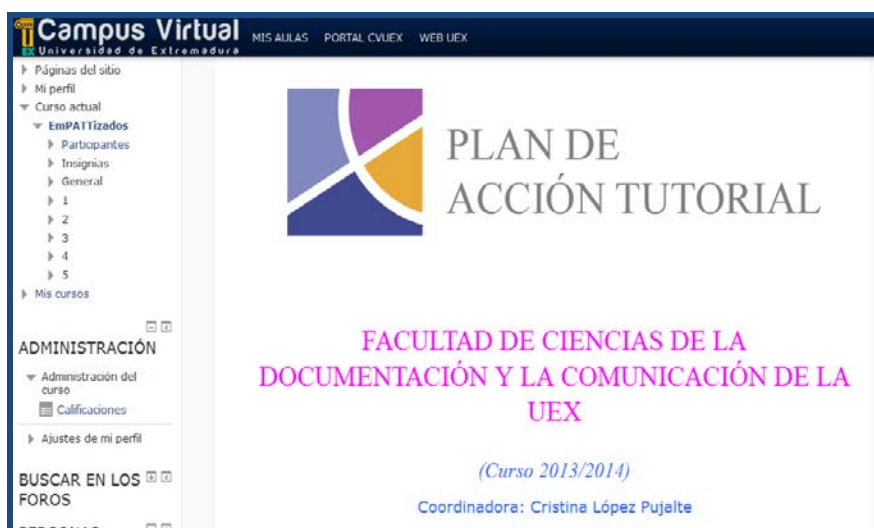 Campus Virtual
UEX Universidad de Extremadura
MIS AULAS PORTAL CVUEX WEB UEX
Páginas del sitio
Mi perfil
Curso actual
EmPATTizados
Participantes
Insignias
General
1
2
3
4
5
Mis cursos
ADMINISTRACIÓN
Administración del
curso
Calificaciones
Ajustes de mi perfil
BUSCAR EN LOS
FOROS
PERSONAS
PLAN DE
ACCIÓN TUTORIAL
FACULTAD DE CIENCIAS DE LA
DOCUMENTACIÓN Y LA COMUNICACIÓN DE LA
UEX
(Curso 2013/2014)
Coordinadora: Cristina López Pujalte